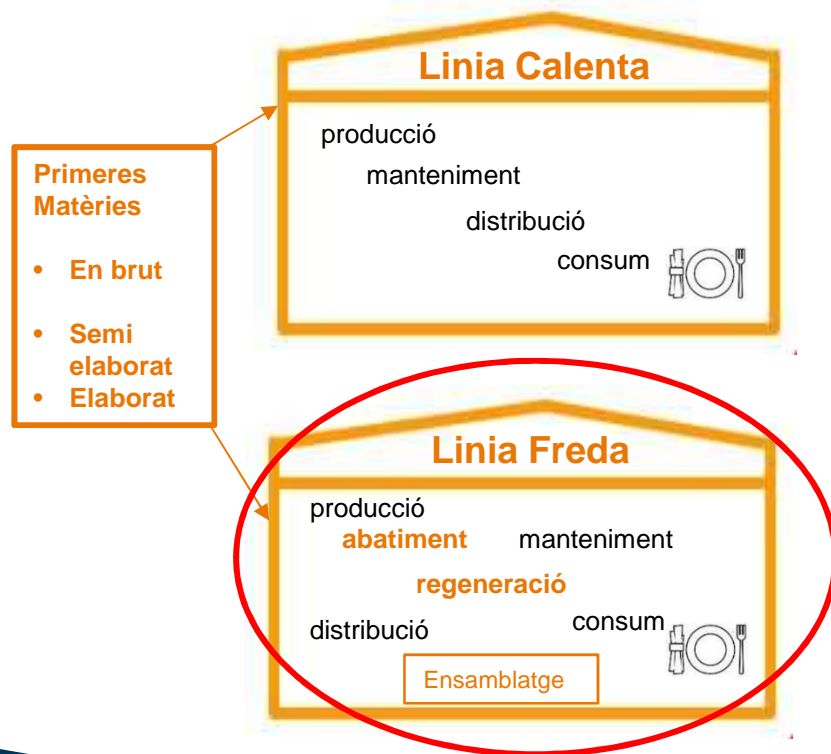 Linia Calenta
producció
manteniment
distribució
consum
Primeres
Matèries
• En brut
• Semi
elaborat
• Elaborat
Linia Freda
producció
abatiment manteniment
regeneració
distribució consum
Ensamblatge